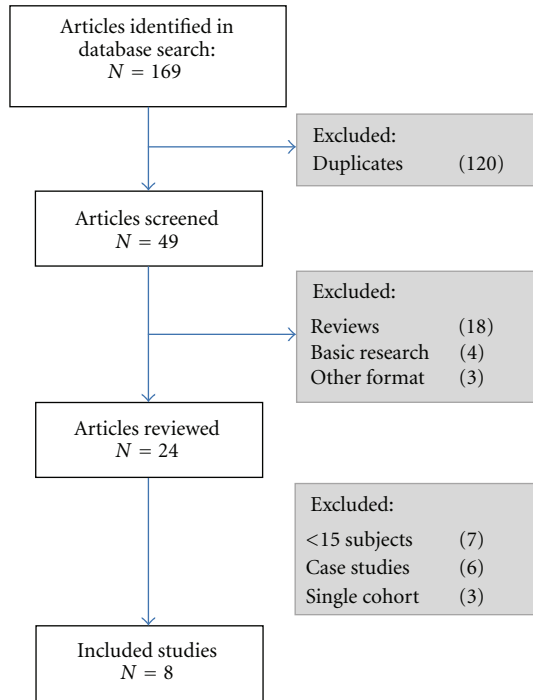 Articles identified in
database search:
N = 169
Excluded:
Duplicates (120)
Articles screened
N = 49
Excluded:
Reviews (18)
Basic research (4)
Other format (3)
Articles reviewed
N = 24
Excluded:
<15 subjects (7)
Case studies (6)
Single cohort (3)
Included studies
N = 8